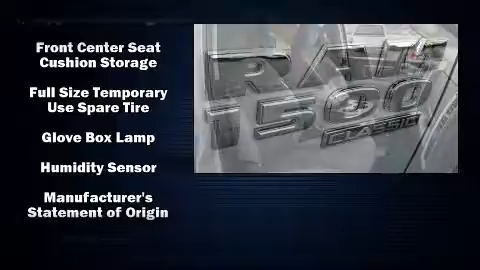 Front Center Seat
Cushion Storage
Full Size Temporary
Use Spare Tire
Glove Box Lamp
Humidity Sensor
Manufacturer's
Statement of Origin
RAM
1500
CLASSIC